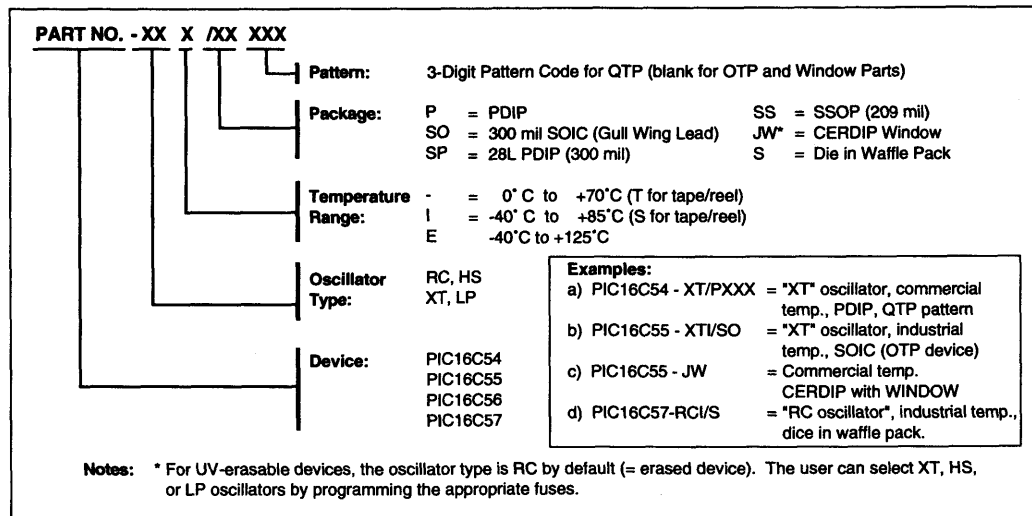 PART NO. - XX X /XX XXX
Pattern: 3-Digit Pattern Code for QTP (blank for OTP and Window Parts)
Package: P = PDIP SS = SSOP (209 mil)
SO = 300 mil SOIC (Gull Wing Lead) JW* = CERDIP Window
SP = 28L PDIP (300 mil) S = Die in Waffle Pack
Temperature - = 0°C to +70°C (T for tape/reel)
Range: I = -40°C to +85°C (S for tape/reel)
E -40°C to +125°C
Oscillator RC, HS
Type: XT, LP
Device: PIC16C54
PIC16C55
PIC16C56
PIC16C57
Examples:
a) PIC16C54 - XT/PXXX = "XT" oscillator, commercial
temp., PDIP, QTP pattern
b) PIC16C55 - XTI/SO = "XT" oscillator, industrial
temp., SOIC (OTP device)
c) PIC16C55 - JW = Commercial temp.
CERDIP with WINDOW
d) PIC16C57-RCI/S = "RC oscillator", industrial temp.,
dice in waffle pack.
Notes: * For UV-erasable devices, the oscillator type is RC by default (= erased device). The user can select XT, HS,
or LP oscillators by programming the appropriate fuses.